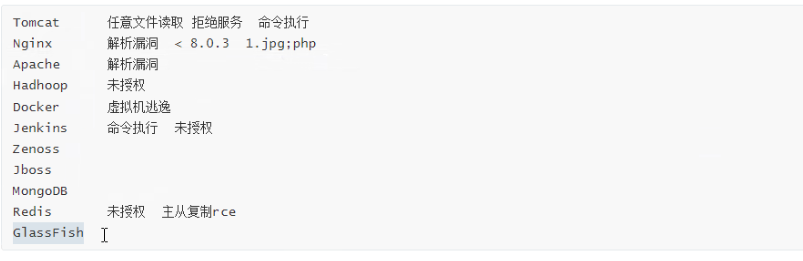 Tomcat 任意文件读取 拒绝服务 命令执行
Nginx 解析漏洞 < 8.0.3 1.jpg;php
Apache 解析漏洞
Hadhoop 未授权
Docker 虚拟机逃逸
Jenkins 命令执行 未授权
Zenoss
Jboss
MongoDB
Redis 未授权 主从复制rce
GlassFish